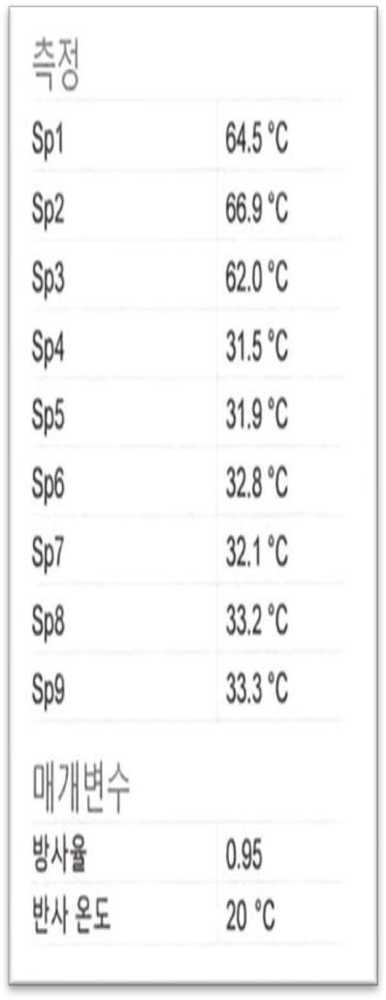 측정
Sp1 64.5 °C
Sp2 66.9 °C
Sp3 62.0 °C
Sp4 31.5 °C
Sp5 31.9 °C
Sp6 32.8 °C
Sp7 32.1 °C
Sp8 33.2 °C
Sp9 33.3 °C
매개변수
방사율 0.95
반사 온도 20 °C